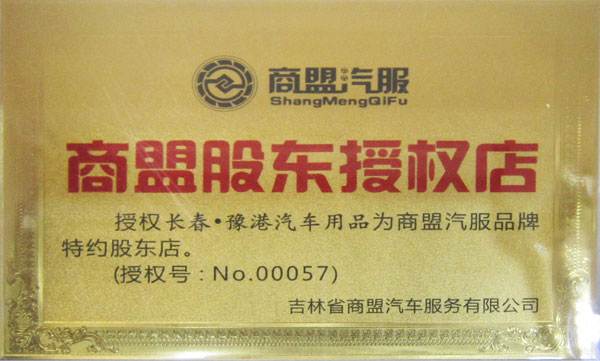 商盟汽服
ShangMengQiFu
商盟股东授权店
授权长春•豫港汽车用品为商盟汽服品牌
特约股东店。
(授权号:No.00057)
吉林省商盟汽车服务有限公司